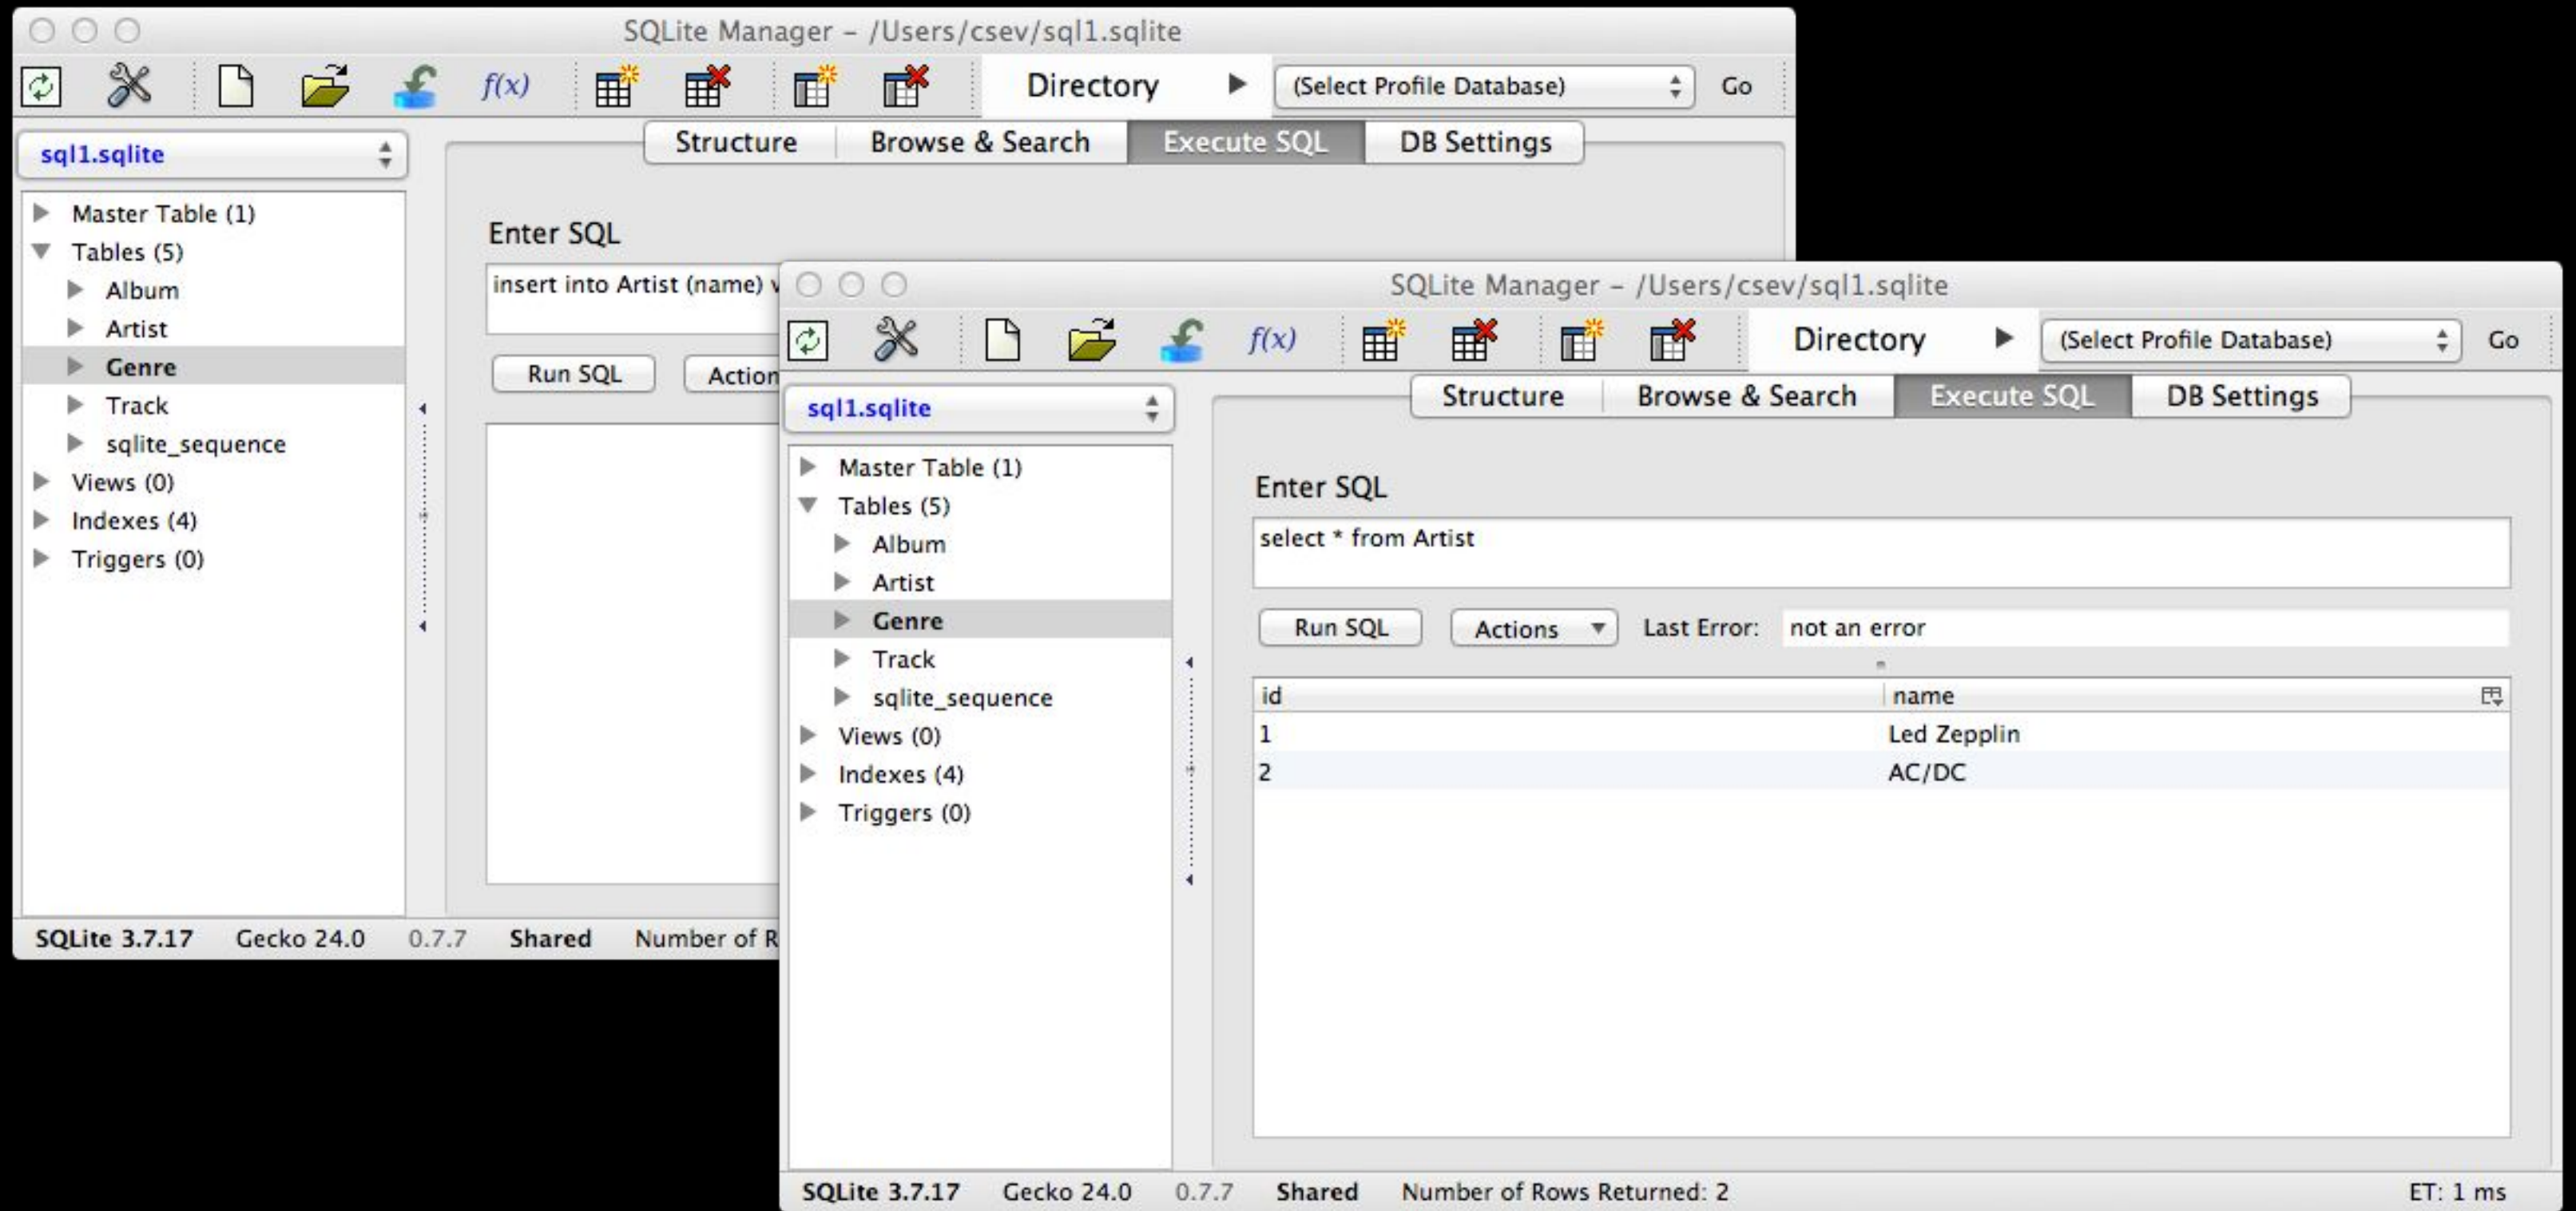 SQLite Manager – /Users/csev/sql1.sqlite
f(x)
Directory
(Select Profile Database)
Go
sql1.sqlite
Structure
Browse & Search
Execute SQL
DB Settings
Master Table (1)
Tables (5)
Album
Artist
Genre
Track
sqlite_sequence
Views (0)
Indexes (4)
Triggers (0)
Enter SQL
insert into Artist (name)
Run SQL
SQLite 3.7.17 Gecko 24.0 0.7.7 Shared Number of
SQLite Manager – /Users/csev/sql1.sqlite
f(x)
Directory
(Select Profile Database)
Go
sql1.sqlite
Structure
Browse & Search
Execute SQL
DB Settings
Master Table (1)
Tables (5)
Album
Artist
Genre
Track
sqlite_sequence
Views (0)
Indexes (4)
Triggers (0)
Enter SQL
select * from Artist
Run SQL
Actions
Last Error: not an error
id name
1 Led Zepplin
2 AC/DC
SQLite 3.7.17 Gecko 24.0 0.7.7 Shared Number of Rows Returned: 2 ET: 1 ms